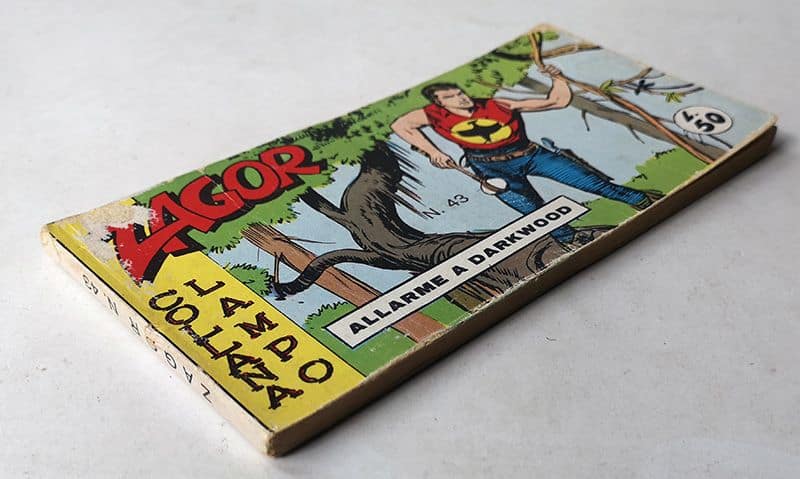 ZAGOR
COLLANA
LAMPO
N. 43
ALLARME A DARKWOOD
L. 50
ZAGOR N. 43